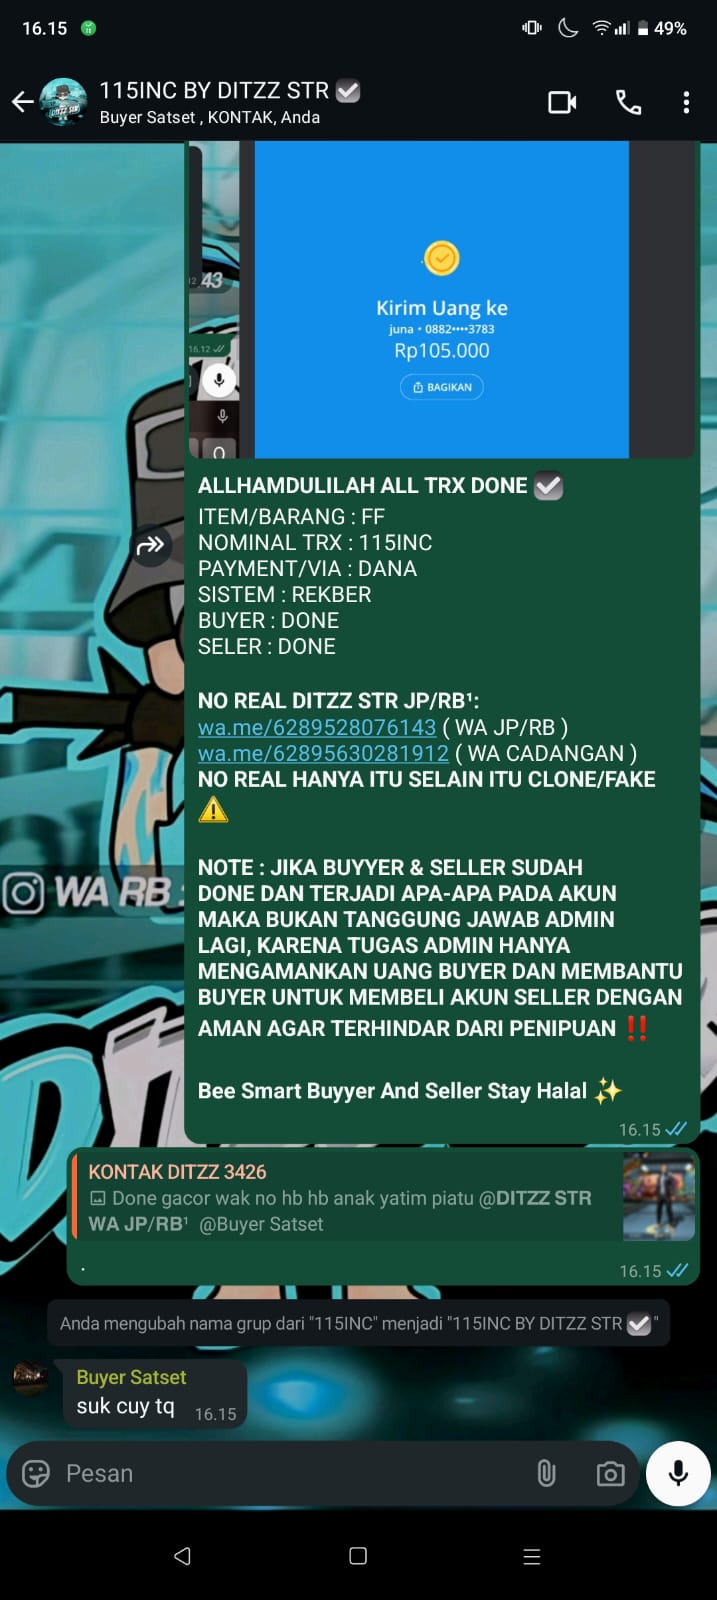 16.15
49%
115INC BY DITZZ STR
Buyer Satset , KONTAK, Anda
43
16.12
Kirim Uang ke
juna • 0882••••3783
Rp105.000
BAGIKAN
ALLHAMDULILAH ALL TRX DONE ☑️
ITEM/BARANG : FF
NOMINAL TRX : 115INC
PAYMENT/VIA : DANA
SISTEM : REKBER
BUYER : DONE
SELER : DONE
NO REAL DITZZ STR JP/RB¹:
wa.me/6289528076143 ( WA JP/RB )
wa.me/62895630281912 ( WA CADANGAN )
NO REAL HANYA ITU SELAIN ITU CLONE/FAKE
⚠️
NOTE : JIKA BUYYER & SELLER SUDAH
DONE DAN TERJADI APA-APA PADA AKUN
MAKA BUKAN TANGGUNG JAWAB ADMIN
LAGI, KARENA TUGAS ADMIN HANYA
MENGAMANKAN UANG BUYER DAN MEMBANTU
BUYER UNTUK MEMBELI AKUN SELLER DENGAN
AMAN AGAR TERHINDAR DARI PENIPUAN ‼️
Bee Smart Buyyer And Seller Stay Halal ✨
16.15
WA RB :
KONTAK DITZZ 3426
Done gacor wak no hb hb anak yatim piatu @DITZZ STR
WA JP/RB¹ @Buyer Satset
.
16.15
Anda mengubah nama grup dari "115INC" menjadi "115INC BY DITZZ STR ☑️"
Buyer Satset
suk cuy tq
16.15
Pesan